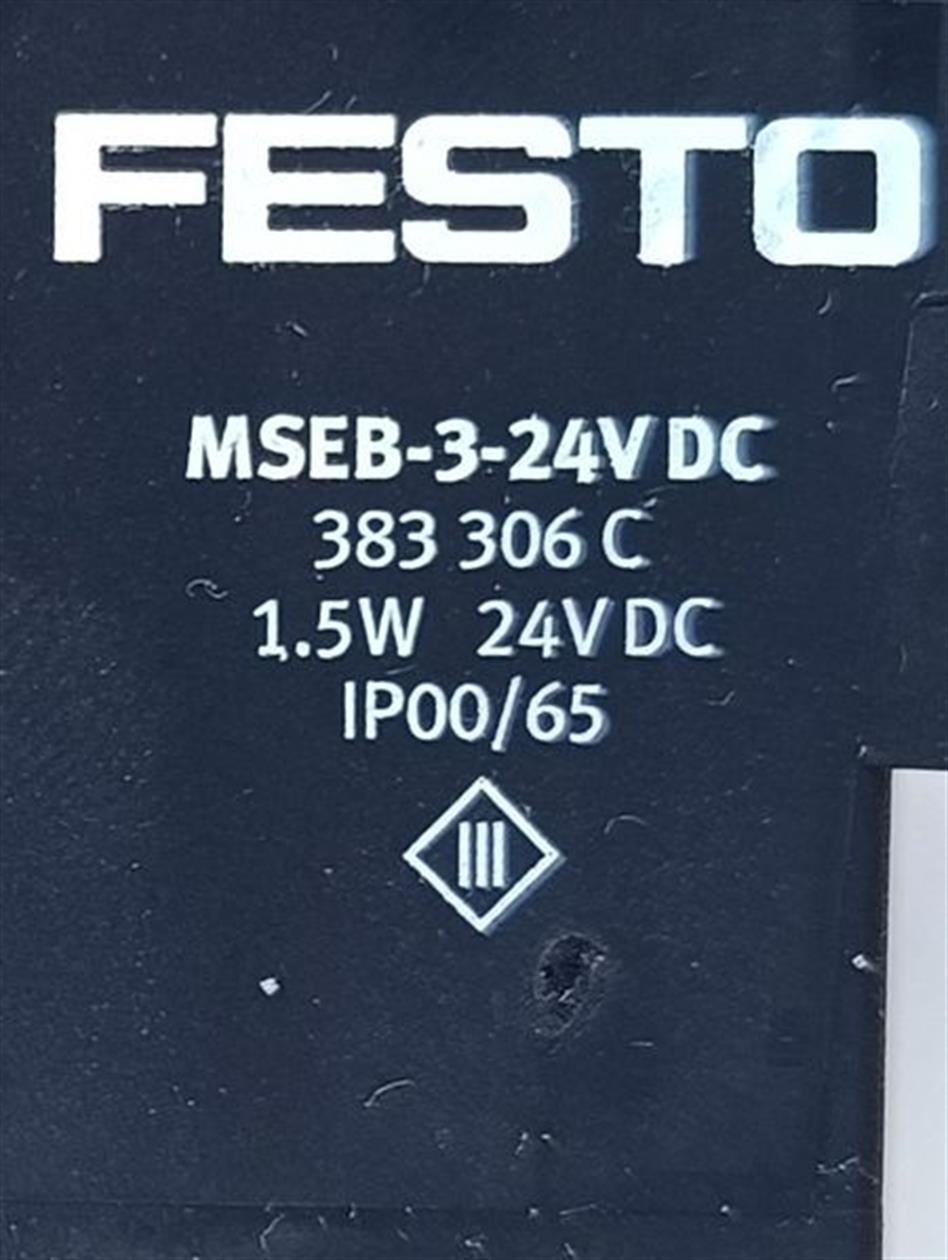 FESTO
MSEB-3-24V DC
383 306 C
1.5W 24V DC
IP00/65
III